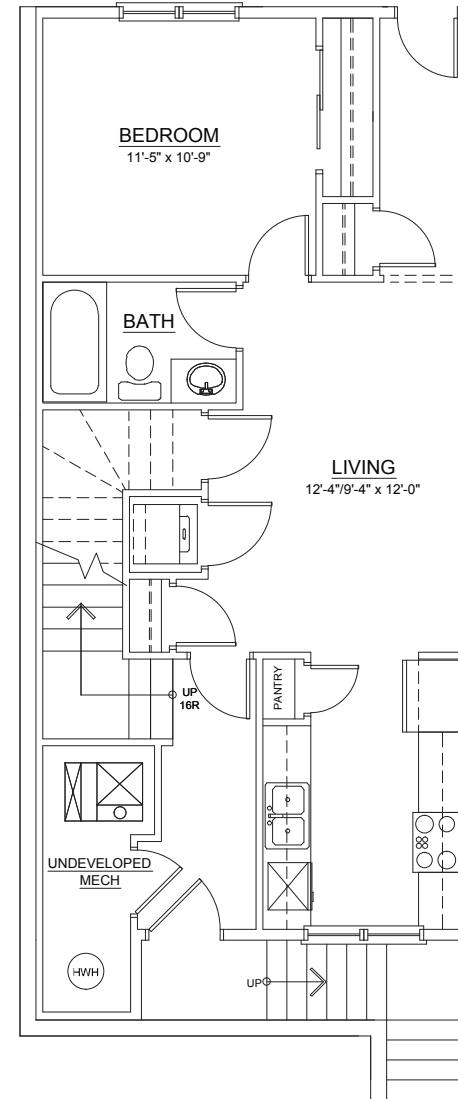 BEDROOM
11'-5" x 10'-9"
BATH
LIVING
12'-4"/9'-4" x 12'-0"
PANTRY
UP
16R
UNDEVELOPED
MECH
HWH
UP